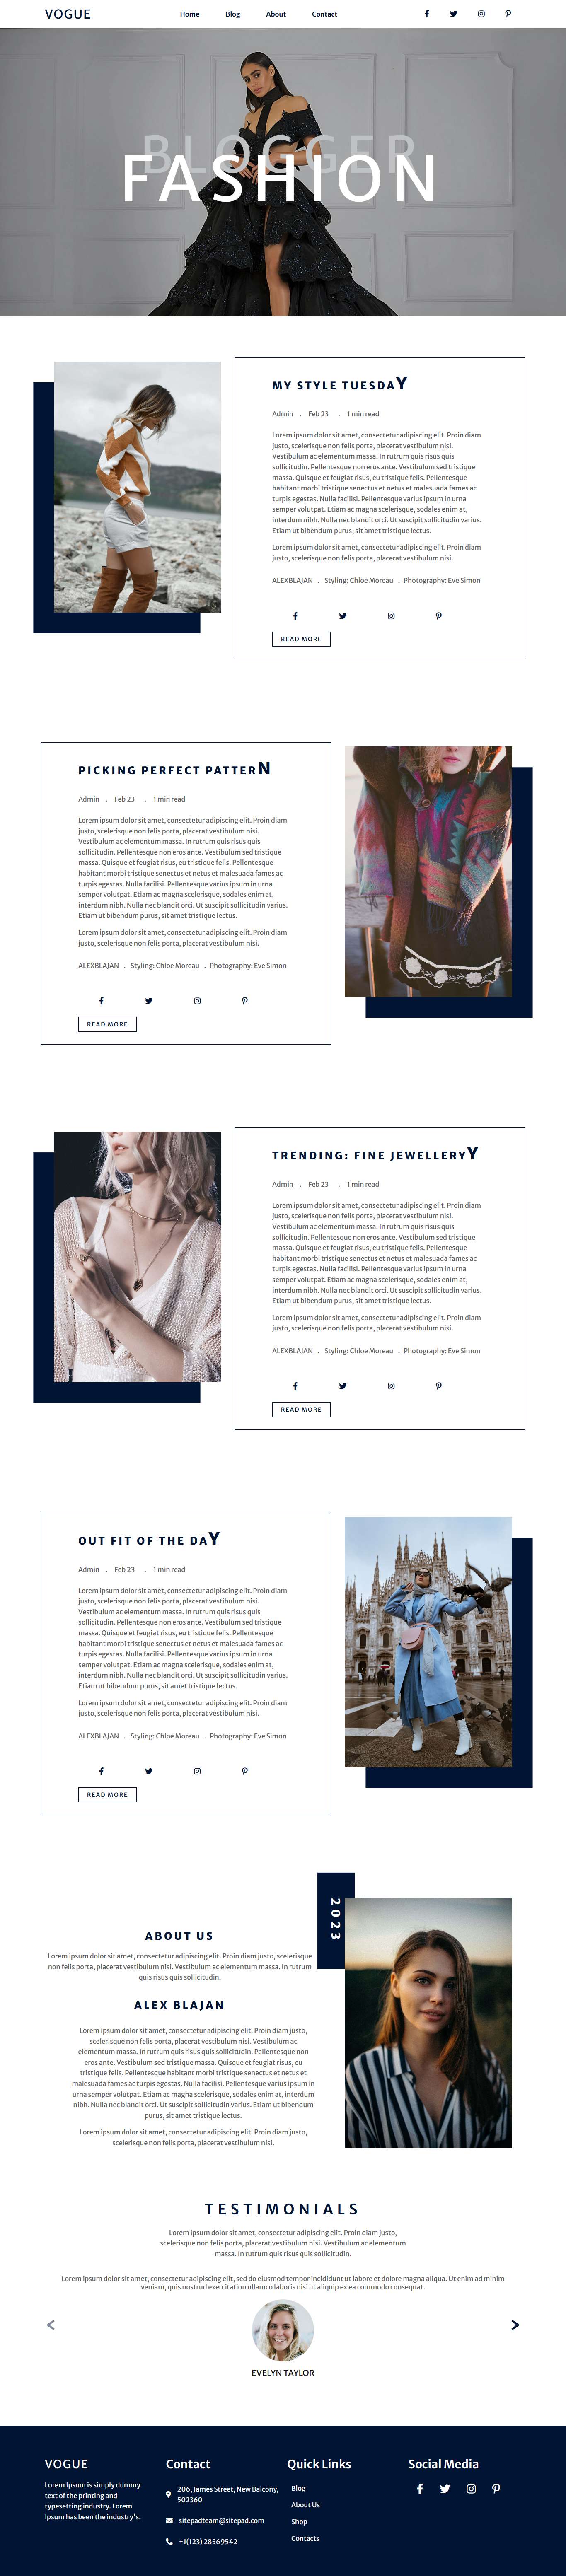 VOGUE
Home Blog About Contact
BLOGGER
FASHION
MY STYLE TUESDAY
Admin . Feb 23 . 1 min read
Lorem ipsum dolor sit amet, consectetur adipiscing elit. Proin diam
justo, scelerisque non felis porta, placerat vestibulum nisi.
Vestibulum ac elementum massa. In rutrum quis risus quis
sollicitudin. Pellentesque non eros ante. Vestibulum sed tristique
massa. Quisque et feugiat risus, eu tristique felis. Pellentesque
habitant morbi tristique senectus et netus et malesuada fames ac
turpis egestas. Nulla facilisi. Pellentesque varius ipsum in urna
semper volutpat. Etiam ac magna scelerisque, sodales enim at,
interdum nibh. Nulla nec blandit orci. Ut suscipit sollicitudin varius.
Etiam ut bibendum purus, sit amet tristique lectus.
Lorem ipsum dolor sit amet, consectetur adipiscing elit. Proin diam
justo, scelerisque non felis porta, placerat vestibulum nisi.
ALEXBLAJAN . Styling: Chloe Moreau . Photography: Eve Simon
READ MORE
PICKING PERFECT PATTERN
Admin . Feb 23 . 1 min read
Lorem ipsum dolor sit amet, consectetur adipiscing elit. Proin diam
justo, scelerisque non felis porta, placerat vestibulum nisi.
Vestibulum ac elementum massa. In rutrum quis risus quis
sollicitudin. Pellentesque non eros ante. Vestibulum sed tristique
massa. Quisque et feugiat risus, eu tristique felis. Pellentesque
habitant morbi tristique senectus et netus et malesuada fames ac
turpis egestas. Nulla facilisi. Pellentesque varius ipsum in urna
semper volutpat. Etiam ac magna scelerisque, sodales enim at,
interdum nibh. Nulla nec blandit orci. Ut suscipit sollicitudin varius.
Etiam ut bibendum purus, sit amet tristique lectus.
Lorem ipsum dolor sit amet, consectetur adipiscing elit. Proin diam
justo, scelerisque non felis porta, placerat vestibulum nisi.
ALEXBLAJAN . Styling: Chloe Moreau . Photography: Eve Simon
READ MORE
TRENDING: FINE JEWELLERYY
Admin . Feb 23 . 1 min read
Lorem ipsum dolor sit amet, consectetur adipiscing elit. Proin diam
justo, scelerisque non felis porta, placerat vestibulum nisi.
Vestibulum ac elementum massa. In rutrum quis risus quis
sollicitudin. Pellentesque non eros ante. Vestibulum sed tristique
massa. Quisque et feugiat risus, eu tristique felis. Pellentesque
habitant morbi tristique senectus et netus et malesuada fames ac
turpis egestas. Nulla facilisi. Pellentesque varius ipsum in urna
semper volutpat. Etiam ac magna scelerisque, sodales enim at,
interdum nibh. Nulla nec blandit orci. Ut suscipit sollicitudin varius.
Etiam ut bibendum purus, sit amet tristique lectus.
Lorem ipsum dolor sit amet, consectetur adipiscing elit. Proin diam
justo, scelerisque non felis porta, placerat vestibulum nisi.
ALEXBLAJAN . Styling: Chloe Moreau . Photography: Eve Simon
READ MORE
OUT FIT OF THE DAY
Admin . Feb 23 . 1 min read
Lorem ipsum dolor sit amet, consectetur adipiscing elit. Proin diam
justo, scelerisque non felis porta, placerat vestibulum nisi.
Vestibulum ac elementum massa. In rutrum quis risus quis
sollicitudin. Pellentesque non eros ante. Vestibulum sed tristique
massa. Quisque et feugiat risus, eu tristique felis. Pellentesque
habitant morbi tristique senectus et netus et malesuada fames ac
turpis egestas. Nulla facilisi. Pellentesque varius ipsum in urna
semper volutpat. Etiam ac magna scelerisque, sodales enim at,
interdum nibh. Nulla nec blandit orci. Ut suscipit sollicitudin varius.
Etiam ut bibendum purus, sit amet tristique lectus.
Lorem ipsum dolor sit amet, consectetur adipiscing elit. Proin diam
justo, scelerisque non felis porta, placerat vestibulum nisi.
ALEXBLAJAN . Styling: Chloe Moreau . Photography: Eve Simon
READ MORE
2023
ABOUT US
Lorem ipsum dolor sit amet, consectetur adipiscing elit. Proin diam justo, scelerisque
non felis porta, placerat vestibulum nisi. Vestibulum ac elementum massa. In rutrum
quis risus quis sollicitudin.
ALEX BLAJAN
Lorem ipsum dolor sit amet, consectetur adipiscing elit. Proin diam justo,
scelerisque non felis porta, placerat vestibulum nisi. Vestibulum ac
elementum massa. In rutrum quis risus quis sollicitudin. Pellentesque non
eros ante. Vestibulum sed tristique massa. Quisque et feugiat risus, eu
tristique felis. Pellentesque habitant morbi tristique senectus et netus et
malesuada fames ac turpis egestas. Nulla facilisi. Pellentesque varius ipsum in
urna semper volutpat. Etiam ac magna scelerisque, sodales enim at, interdum
nibh. Nulla nec blandit orci. Ut suscipit sollicitudin varius. Etiam ut bibendum
purus, sit amet tristique lectus.
Lorem ipsum dolor sit amet, consectetur adipiscing elit. Proin diam justo,
scelerisque non felis porta, placerat vestibulum nisi.
TESTIMONIALS
Lorem ipsum dolor sit amet, consectetur adipiscing elit. Proin diam justo,
scelerisque non felis porta, placerat vestibulum nisi. Vestibulum ac elementum
massa. In rutrum quis risus quis sollicitudin.
Lorem ipsum dolor sit amet, consectetur adipiscing elit, sed do eiusmod tempor incididunt ut labore et dolore magna aliqua. Ut enim ad minim
veniam, quis nostrud exercitation ullamco laboris nisi ut aliquip ex ea commodo consequat.
EVELYN TAYLOR
VOGUE
Lorem Ipsum is simply dummy
text of the printing and
typesetting industry. Lorem
Ipsum has been the industry's.
Contact
206, James Street, New Balcony,
502360
sitepadteam@sitepad.com
+1(123) 28569542
Quick Links
Blog
About Us
Shop
Contacts
Social Media